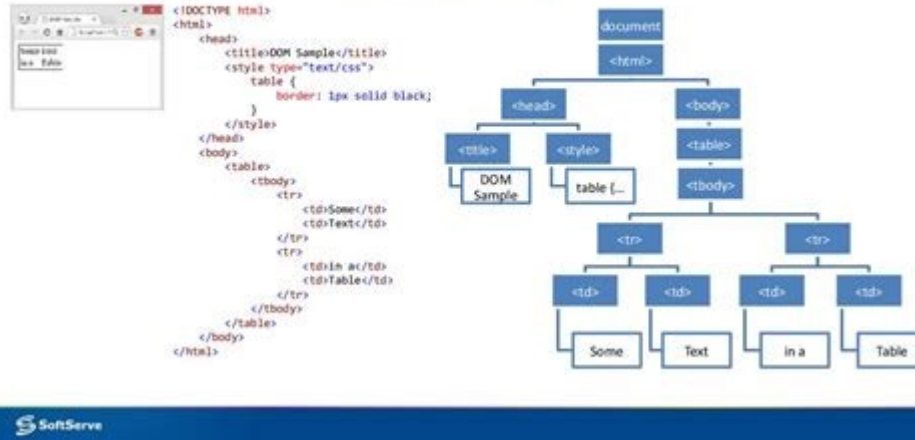 <!DOCTYPE html>
<html>
<head>
<title>DOM Sample</title>
<style type="text/css">
table {
border: 1px solid black;
}
</style>
</head>
<body>
<table>
<tbody>
<tr>
<td>Some</td>
<td>Text</td>
</tr>
<tr>
<td>in a</td>
<td>Table</td>
</tr>
</tbody>
</table>
</body>
</html>
document
<html>
<head>
<body>
<title>
<style>
<table>
DOM
Sample
table {...
<tbody>
<tr>
<tr>
<td>
<td>
<td>
<td>
Some
Text
in a
Table
SoftServe